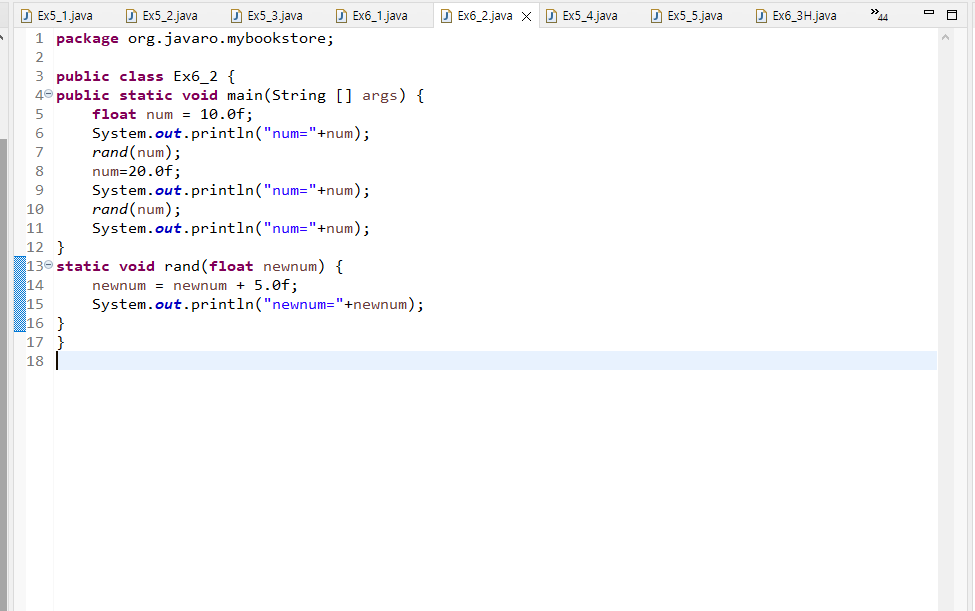 Ex5_1.java Ex5_2.java Ex5_3.java Ex6_1.java Ex6_2.java Ex5_4.java Ex5_5.java Ex6_3H.java »44
1 package org.javaro.mybookstore;
2
3 public class Ex6_2 {
4 public static void main(String [] args) {
5     float num = 10.0f;
6     System.out.println("num="+num);
7     rand(num);
8     num=20.0f;
9     System.out.println("num="+num);
10     rand(num);
11     System.out.println("num="+num);
12 }
13 static void rand(float newnum) {
14     newnum = newnum + 5.0f;
15     System.out.println("newnum="+newnum);
16 }
17 }
18